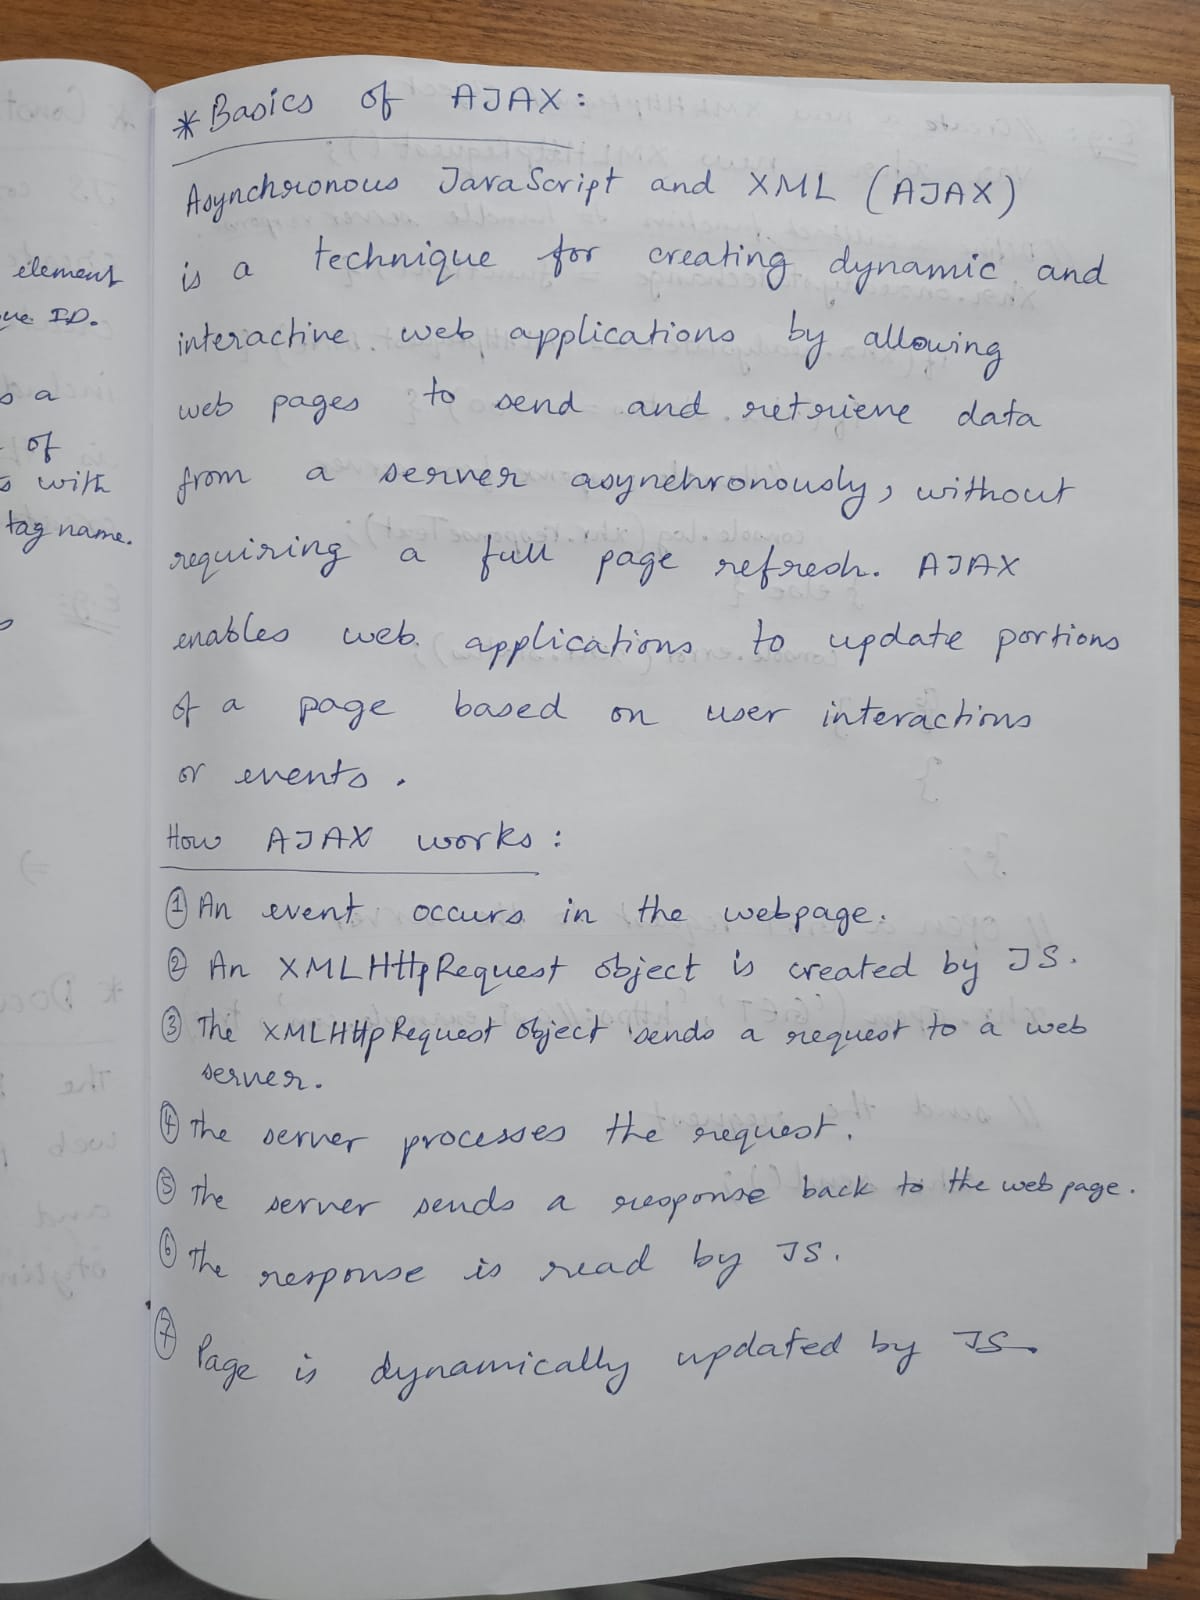 element
ID.
a
of
with
tag name.
* Basics of AJAX:
Asynchronous JavaScript and XML (AJAX)
is a technique for creating dynamic and
interactive web applications by allowing
web pages to send and retrieve data
from a server asynchronously, without
requiring a full page refresh. AJAX
enables web applications to update portions
of a page based on user interactions
or events.
How AJAX works:
① An event occurs in the webpage.
② An XMLHttpRequest object is created by JS.
③ The XMLHttpRequest object sends a request to a web
server.
④ The server processes the request.
⑤ The server sends a response back to the web page.
⑥ The response is read by JS.
⑦ Page is dynamically updated by JS.